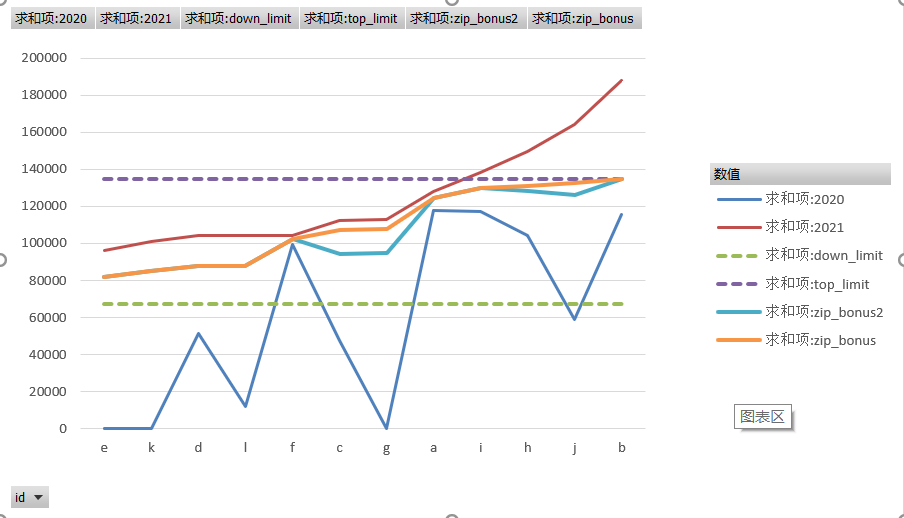 求和项:2020 求和项:2021 求和项:down_limit 求和项:top_limit 求和项:zip_bonus2 求和项:zip_bonus
200000
180000
160000
140000
120000
100000
80000
60000
40000
20000
0
e k d l f c g a i h j b
数值
求和项:2020
求和项:2021
求和项:down_limit
求和项:top_limit
求和项:zip_bonus2
求和项:zip_bonus
图表区
id